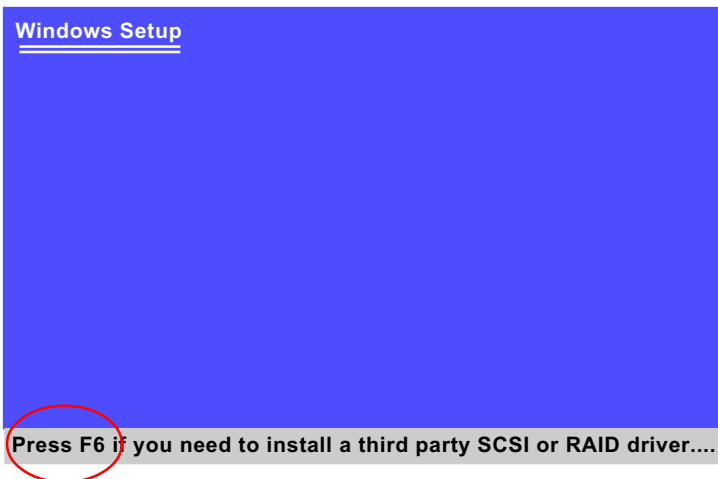 Windows Setup
Press F6 if you need to install a third party SCSI or RAID driver....